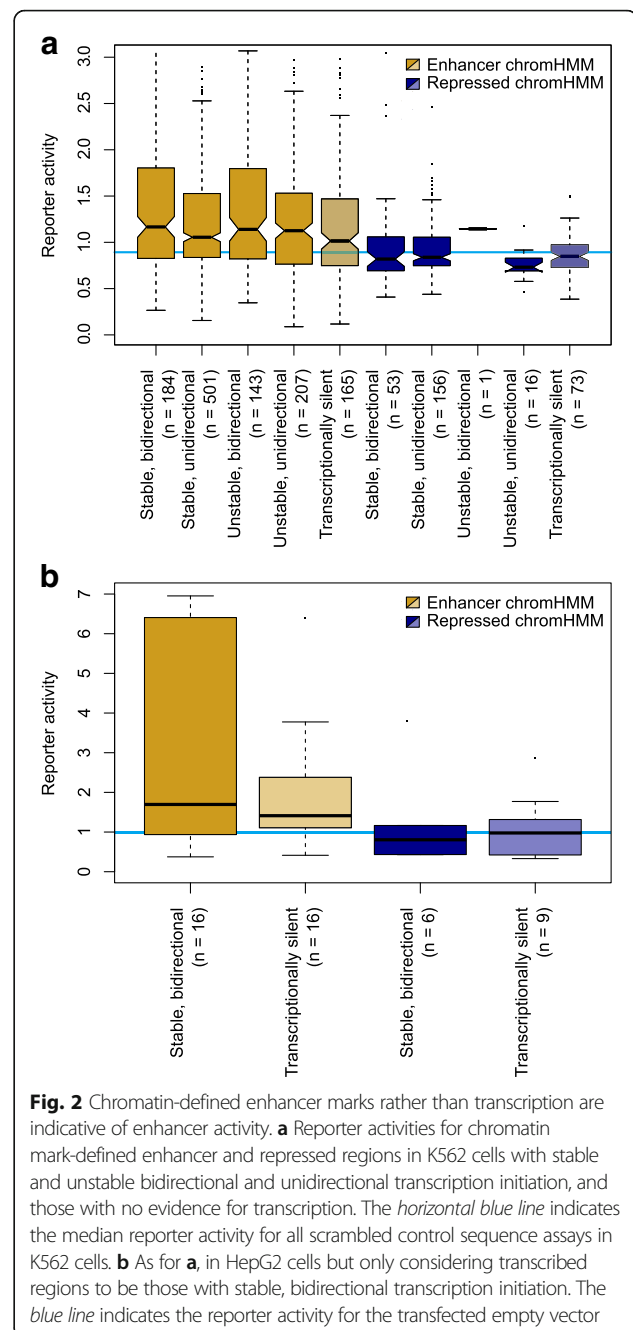 a
3.0
2.5
2.0
1.5
1.0
0.5
0.0
Reporter activity
Enhancer chromHMM
Repressed chromHMM
Stable, bidirectional
(n = 184)
Stable, unidirectional
(n = 501)
Unstable, bidirectional
(n = 143)
Unstable, unidirectional
(n = 207)
Transcriptionally silent
(n = 165)
Stable, bidirectional
(n = 53)
Stable, unidirectional
(n = 156)
Unstable, bidirectional
(n = 1)
Unstable, unidirectional
(n = 16)
Transcriptionally silent
(n = 73)
b
7
6
5
4
3
2
1
0
Reporter activity
Enhancer chromHMM
Repressed chromHMM
Stable, bidirectional
(n = 16)
Transcriptionally silent
(n = 16)
Stable, bidirectional
(n = 6)
Transcriptionally silent
(n = 9)
Fig. 2 Chromatin-defined enhancer marks rather than transcription are
indicative of enhancer activity. a Reporter activities for chromatin
mark-defined enhancer and repressed regions in K562 cells with stable
and unstable bidirectional and unidirectional transcription initiation, and
those with no evidence for transcription. The horizontal blue line indicates
the median reporter activity for all scrambled control sequence assays in
K562 cells. b As for a, in HepG2 cells but only considering transcribed
regions to be those with stable, bidirectional transcription initiation. The
blue line indicates the reporter activity for the transfected empty vector